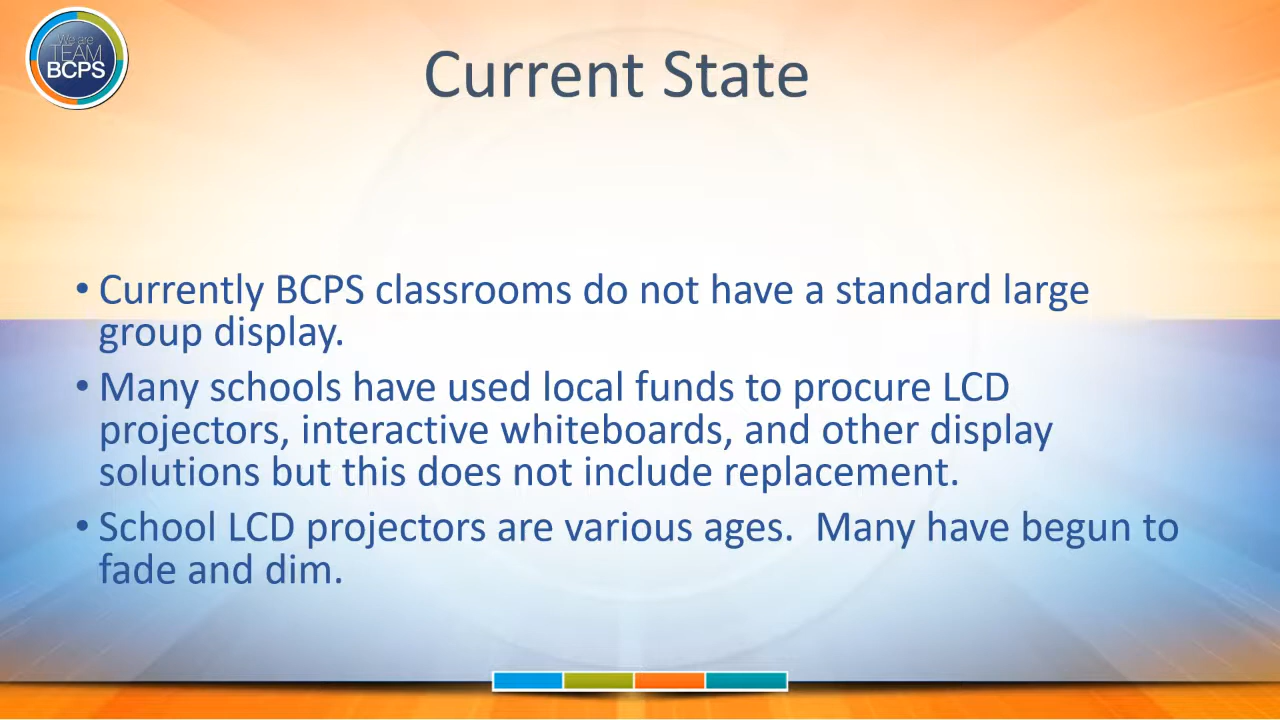 We are
TEAM
BCPS
Current State
• Currently BCPS classrooms do not have a standard large
group display.
• Many schools have used local funds to procure LCD
projectors, interactive whiteboards, and other display
solutions but this does not include replacement.
• School LCD projectors are various ages.  Many have begun to
fade and dim.